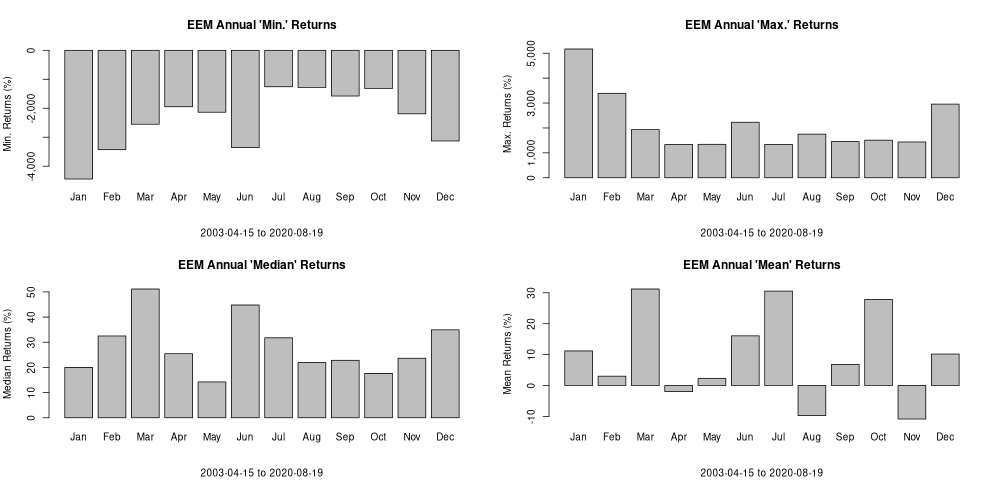 EEM Annual 'Min.' Returns
Min. Returns (%)
0
-2,000
-4,000
Jan Feb Mar Apr May Jun Jul Aug Sep Oct Nov Dec
2003-04-15 to 2020-08-19
EEM Annual 'Max.' Returns
Max. Returns (%)
5,000
3,000
1,000
0
Jan Feb Mar Apr May Jun Jul Aug Sep Oct Nov Dec
2003-04-15 to 2020-08-19
EEM Annual 'Median' Returns
Median Returns (%)
50
40
30
20
10
0
Jan Feb Mar Apr May Jun Jul Aug Sep Oct Nov Dec
2003-04-15 to 2020-08-19
EEM Annual 'Mean' Returns
Mean Returns (%)
30
20
10
0
-10
Jan Feb Mar Apr May Jun Jul Aug Sep Oct Nov Dec
2003-04-15 to 2020-08-19